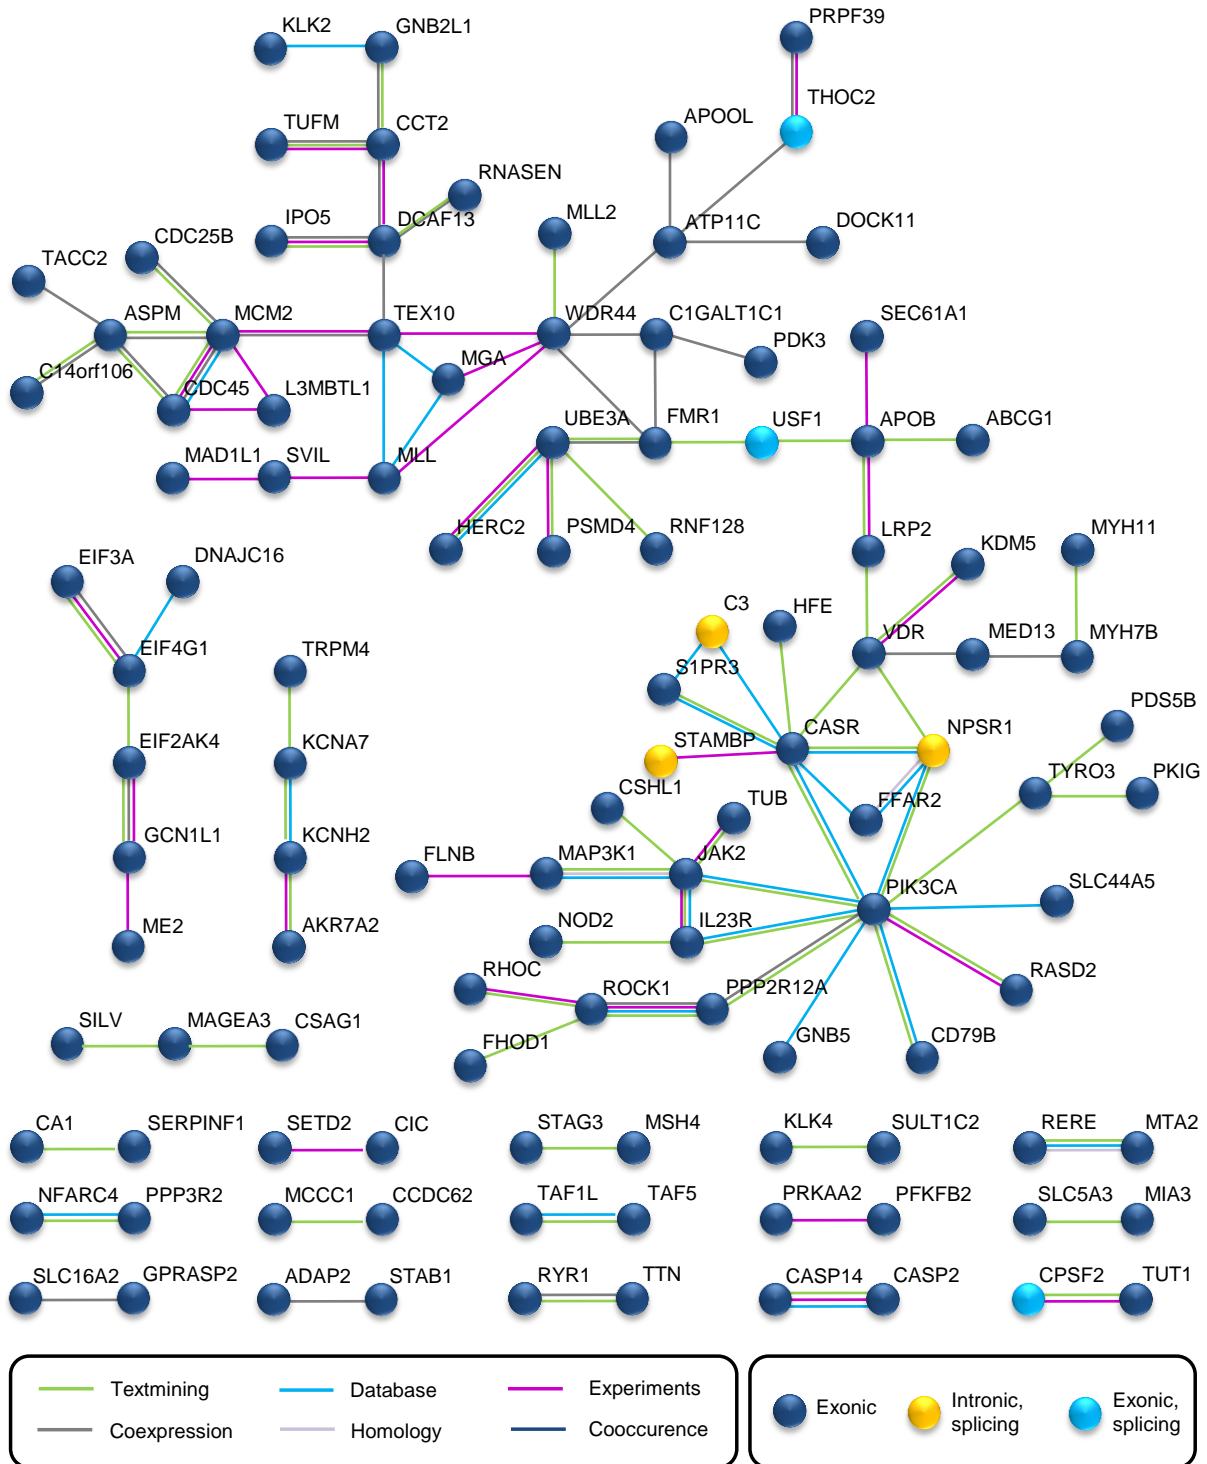 KLK2
GNB2L1
PRPF39
THOC2
APOOL
TUFM
CCT2
RNASEN
IPO5
DCAF13
MLL2
ATP11C
DOCK11
CDC25B
TACC2
ASPM
MCM2
TEX10
WDR44
C1GALT1C1
SEC61A1
PDK3
MGA
C14orf106
CDC45
L3MBTL1
UBE3A
FMR1
USF1
APOB
ABCG1
MAD1L1
SVIL
MLL
HERC2
PSMD4
RNF128
LRP2
KDM5
MYH11
EIF3A
DNAJC16
C3
HFE
VDR
MED13
MYH7B
EIF4G1
TRPM4
S1PR3
PDS5B
CASR
NPSR1
STAMBP
EIF2AK4
KCNA7
TYRO3
PKIG
CSHL1
TUB
FFAR2
GCN1L1
KCNH2
FLNB
MAP3K1
JAK2
PIK3CA
SLC44A5
ME2
AKR7A2
NOD2
IL23R
RHOC
ROCK1
PPP2R12A
RASD2
SILV
MAGEA3
CSAG1
FHOD1
GNB5
CD79B
CA1
SERPINF1
SETD2
CIC
STAG3
MSH4
KLK4
SULT1C2
RERE
MTA2
NFARC4
PPP3R2
MCCC1
CCDC62
TAF1L
TAF5
PRKAA2
PFKFB2
SLC5A3
MIA3
SLC16A2
GPRASP2
ADAP2
STAB1
RYR1
TTN
CASP14
CASP2
CPSF2
TUT1
Textmining
Database
Experiments
Coexpression
Homology
Cooccurence
Exonic
Intronic,
splicing
Exonic,
splicing